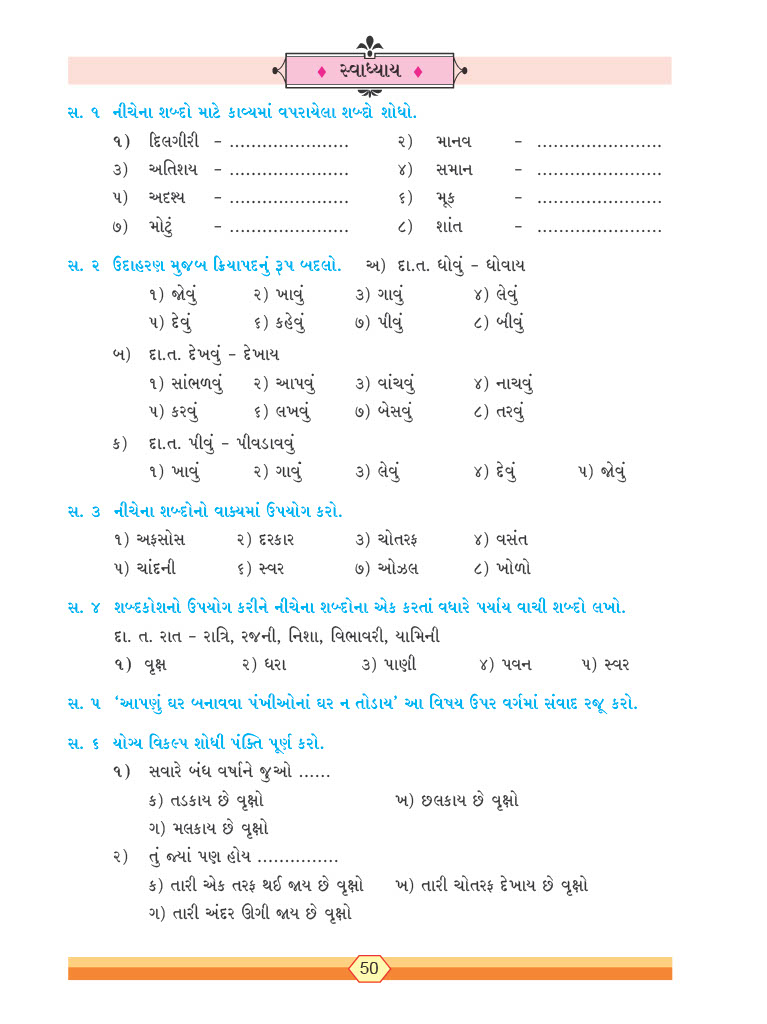 સ્વાધ્યાય
સ. ૧ નીચેના શબ્દો માટે કાવ્યમાં વપરાયેલા શબ્દો શોધો.
૧) દિલગીરી – ...................... ૨) માનવ – .......................
૩) અતિશય – ...................... ૪) સમાન – .......................
૫) અદશ્ય – ...................... ૬) મૂક – .......................
૭) મોટું – ...................... ૮) શાંત – .......................
સ. ૨ ઉદાહરણ મુજબ ક્રિયાપદનું રૂપ બદલો. અ) દા.ત. ધોવું – ધોવાય
૧) જોવું ૨) ખાવું ૩) ગાવું ૪) લેવું
૫) દેવું ૬) કહેવું ૭) પીવું ૮) બીવું
બ) દા.ત. દેખવું – દેખાય
૧) સાંભળવું ૨) આપવું ૩) વાંચવું ૪) નાચવું
૫) કરવું ૬) લખવું ૭) બેસવું ૮) તરવું
ક) દા.ત. પીવું – પીવડાવવું
૧) ખાવું ૨) ગાવું ૩) લેવું ૪) દેવું ૫) જોવું
સ. ૩ નીચેના શબ્દોનો વાક્યમાં ઉપયોગ કરો.
૧) અફસોસ ૨) દરકાર ૩) ચોતરફ ૪) વસંત
૫) ચાંદની ૬) સ્વર ૭) ઓઝલ ૮) ખોળો
સ. ૪ શબ્દકોશનો ઉપયોગ કરીને નીચેના શબ્દોના એક કરતાં વધારે પર્યાય વાચી શબ્દો લખો.
દા. ત. રાત – રાત્રિ, રજની, નિશા, વિભાવરી, યામિની
૧) વૃક્ષ ૨) ધરા ૩) પાણી ૪) પવન ૫) સ્વર
સ. ૫ ‘આપણું ઘર બનાવવા પંખીઓનાં ઘર ન તોડાય’ આ વિષય ઉપર વર્ગમાં સંવાદ રજૂ કરો.
સ. ૬ યોગ્ય વિકલ્પ શોધી પંક્તિ પૂર્ણ કરો.
૧) સવારે બંધ વર્ષાને જુઓ ......
ક) તડકાય છે વૃક્ષો ખ) છલકાય છે વૃક્ષો
ગ) મલકાય છે વૃક્ષો
૨) તું જ્યાં પણ હોય ...............
ક) તારી એક તરફ થઈ જાય છે વૃક્ષો ખ) તારી ચોતરફ દેખાય છે વૃક્ષો
ગ) તારી અંદર ઊગી જાય છે વૃક્ષો
50